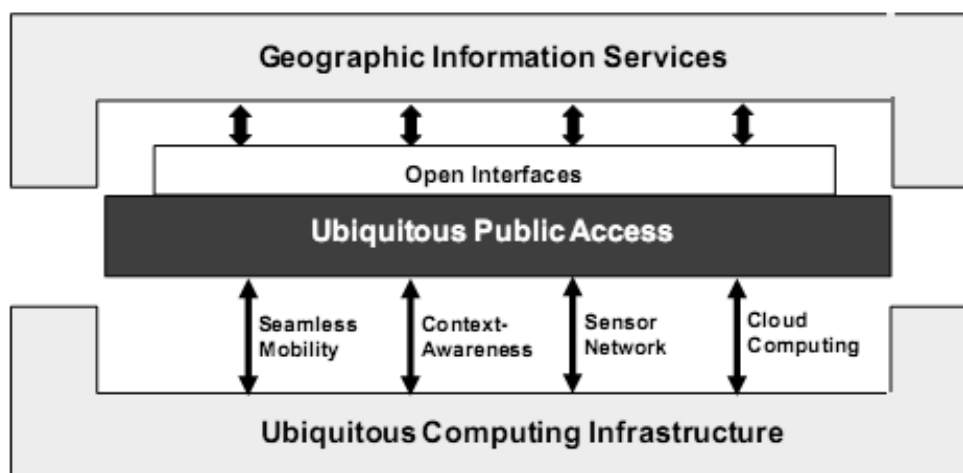 Geographic Information Services
Open Interfaces
Ubiquitous Public Access
Seamless
Mobility
Context-
Awareness
Sensor
Network
Cloud
Computing
Ubiquitous Computing Infrastructure